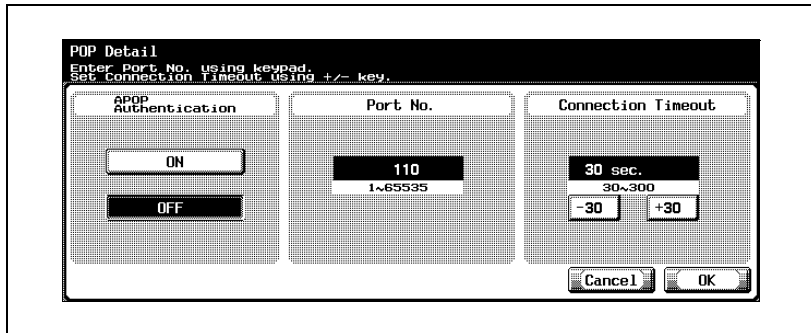 POP Detail
Enter Port No. using keypad.
Set Connection Timeout using +/- key.
APOP
Authentication
ON
OFF
Port No.
110
1~65535
Connection Timeout
30 sec.
30~300
-30 +30
Cancel OK